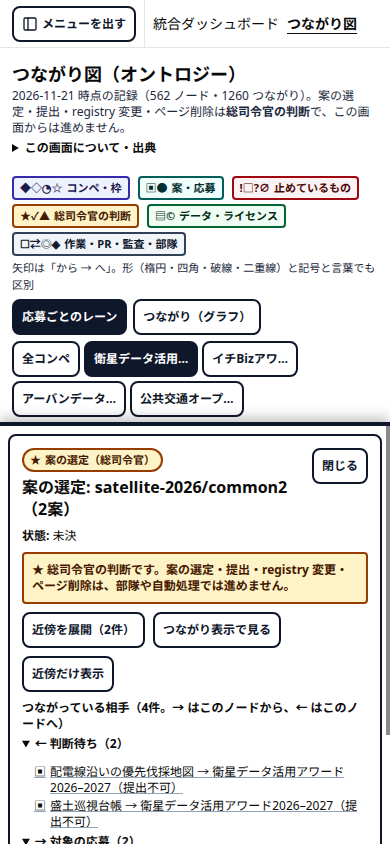 メニューを出す
統合ダッシュボード つながり図
つながり図（オントロジー）
2026-11-21 時点の記録（562 ノード・1260 つながり）。案の選
定・提出・registry 変更・ページ削除は総司令官の判断で、この画
面からは進めません。
▶ この画面について・出典
◆◇◔☆ コンペ・枠
▣● 案・応募
!□?⊘ 止めているもの
★✓▲ 総司令官の判断
▤© データ・ライセンス
☐⇄◎◆ 作業・PR・監査・部隊
矢印は「から → へ」。形（楕円・四角・破線・二重線）と記号と言葉でも
区別
応募ごとのレーン
つながり（グラフ）
全コンペ
衛星データ活用...
イチBizアワ...
アーバンデータ...
公共交通オープ...
★ 案の選定（総司令官）
閉じる
案の選定: satellite-2026/common2
（2案）
状態: 未決
★ 総司令官の判断です。案の選定・提出・registry 変更・
ページ削除は、部隊や自動処理では進めません。
近傍を展開（2件）
つながり表示で見る
近傍だけ表示
つながっている相手（4件。→ はこのノードから、← はこのノ
ードへ）
▼ ← 判断待ち（2）
▣ 配電線沿いの優先伐採地図 → 衛星データ活用アワード
2026–2027（提出不可）
▣ 盛土巡視台帳 → 衛星データ活用アワード2026–2027（提
出不可）
▼ → 対象の応募（2）